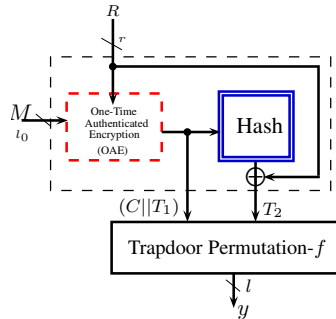 R
r
M
l₀
One-Time
Authenticated
Encryption
(OAE)
Hash
(C||T₁)
T₂
Trapdoor Permutation-f
l
y